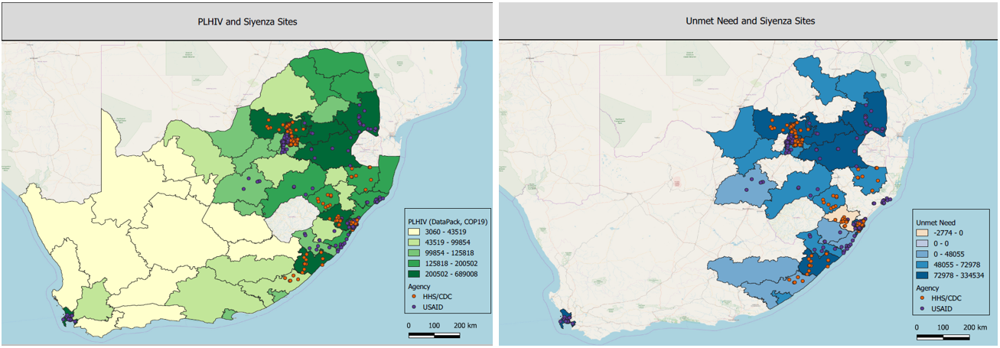 PLHIV and Siyenza Sites
PLHIV (DataPack, COP19)
3060 - 43519
43519 - 99854
99854 - 125818
125818 - 200502
200502 - 689008
Agency
HHS/CDC
USAID
0 100 200 km
Unmet Need and Siyenza Sites
Unmet Need
-2774 - 0
0 - 0
0 - 48055
48055 - 72978
72978 - 334534
Agency
HHS/CDC
USAID
0 100 200 km